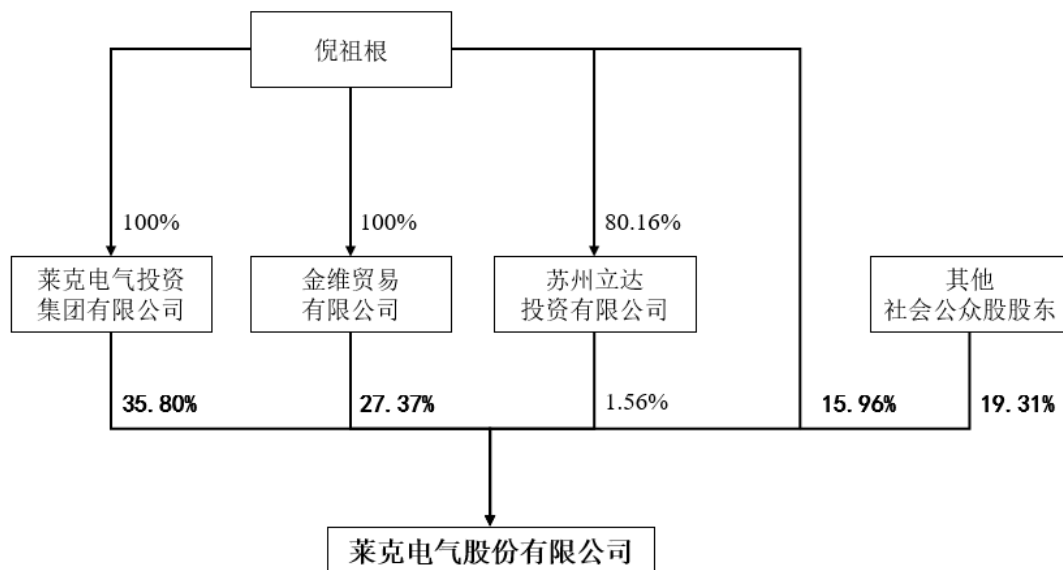 倪祖根
100%
100%
80.16%
莱克电气投资
集团有限公司
金维贸易
有限公司
苏州立达
投资有限公司
其他
社会公众股股东
35.80%
27.37%
1.56%
15.96%
19.31%
莱克电气股份有限公司